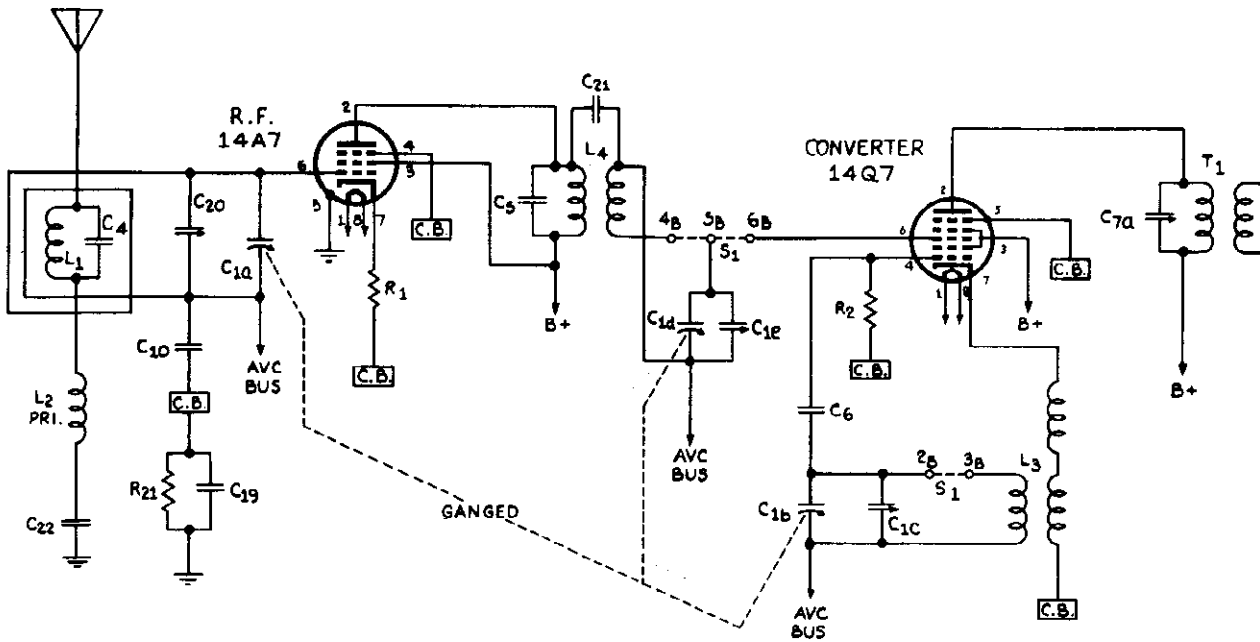 R.F.
14A7
2
4
3
6
5
1
8
7
C.B.
C21
L4
C5
B+
CONVERTER
14Q7
2
5
3
6
4
1
8
7
C.B.
B+
T1
C7a
B+
C20
C1a
C4
L1
R1
C.B.
4B
5B
6B
S1
C1d
C1e
R2
C.B.
C10
AVC
BUS
C.B.
L2
PRI.
R21
C19
C22
AVC
BUS
GANGED
C6
2B
3B
S1
L3
C1b
C1C
AVC
BUS
C.B.